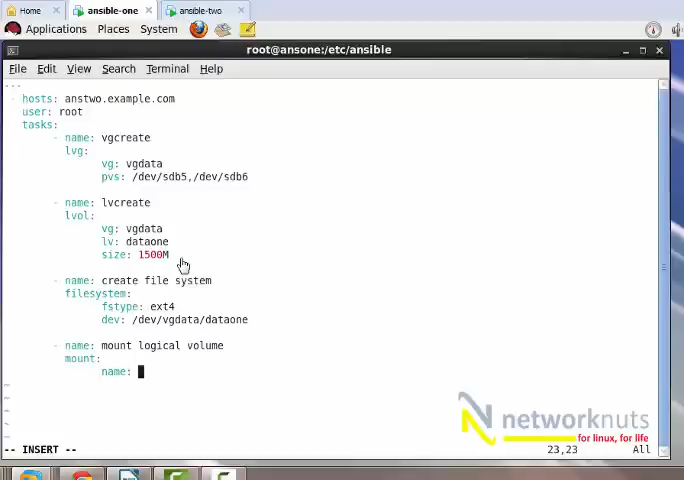 Home ansible-one ansible-two
Applications Places System
root@ansone:/etc/ansible
File Edit View Search Terminal Help
---
- hosts: anstwo.example.com
user: root
tasks:
- name: vgcreate
lvg:
vg: vgdata
pvs: /dev/sdb5,/dev/sdb6
- name: lvcreate
lvol:
vg: vgdata
lv: dataone
size: 1500M
- name: create file system
filesystem:
fstype: ext4
dev: /dev/vgdata/dataone
- name: mount logical volume
mount:
name:
~
~
~
~
~
networknuts
for linux, for life
-- INSERT -- 23,23 All